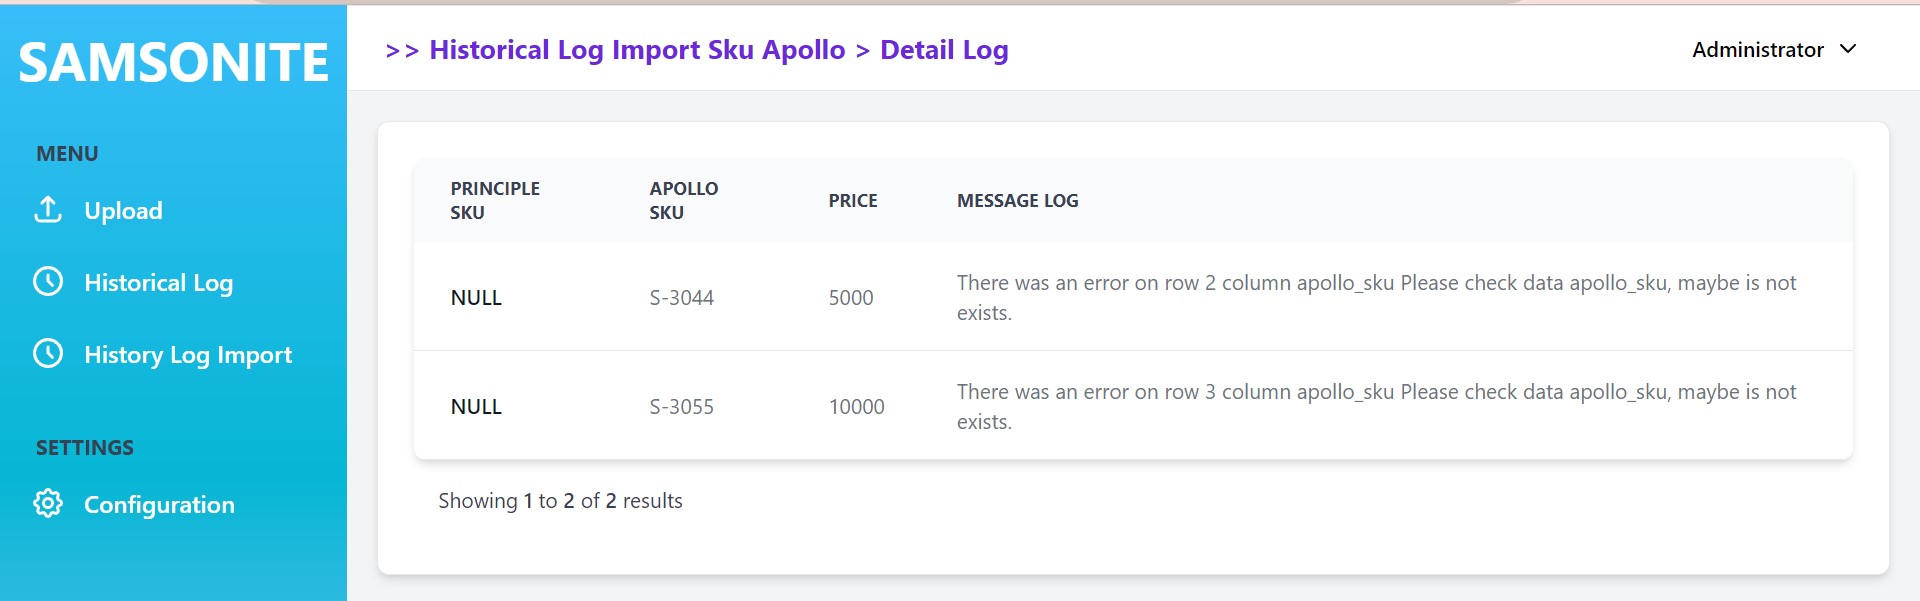 SAMSONITE
>> Historical Log Import Sku Apollo > Detail Log
Administrator
MENU
Upload
Historical Log
History Log Import
SETTINGS
Configuration
PRINCIPLE
SKU
APOLLO
SKU
PRICE
MESSAGE LOG
NULL
S-3044
5000
There was an error on row 2 column apollo_sku Please check data apollo_sku, maybe is not
exists.
NULL
S-3055
10000
There was an error on row 3 column apollo_sku Please check data apollo_sku, maybe is not
exists.
Showing 1 to 2 of 2 results